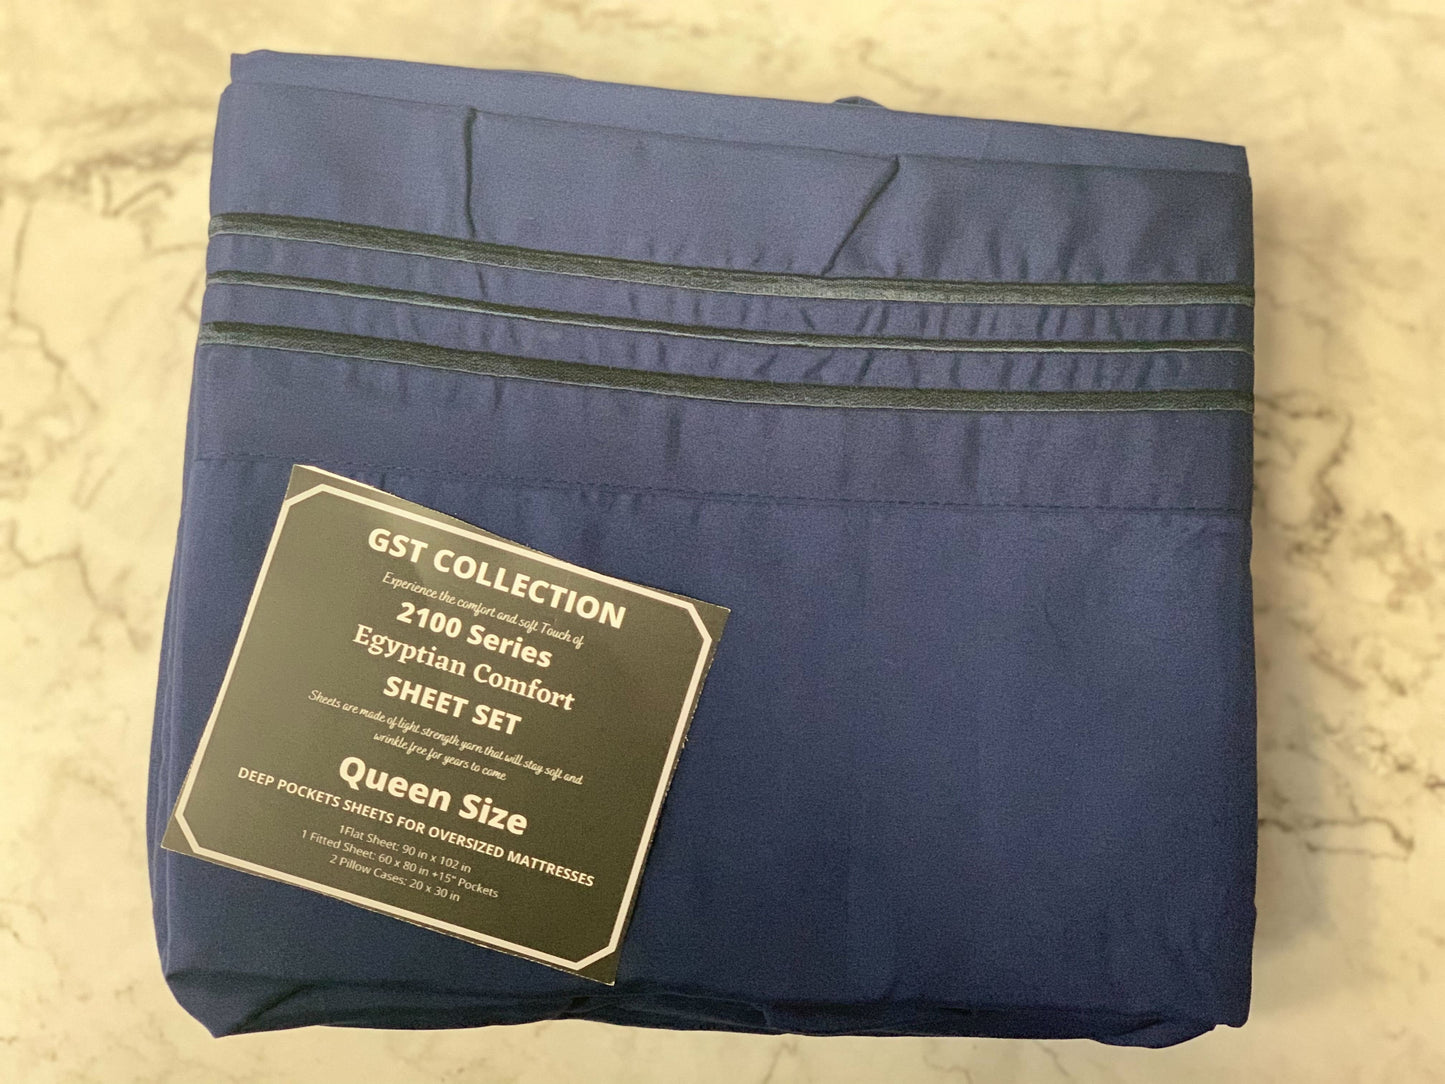 GST COLLECTION
Experience the comfort and soft Touch of
2100 Series
Egyptian Comfort
SHEET SET
Sheets are made of light strength yarn that will stay soft and
wrinkle free for years to come
Queen Size
DEEP POCKETS SHEETS FOR OVERSIZED MATTRESSES
1Flat Sheet: 90 in x 102 in
1 Fitted Sheet: 60 x 80 in +15" Pockets
2 Pillow Cases: 20 x 30 in